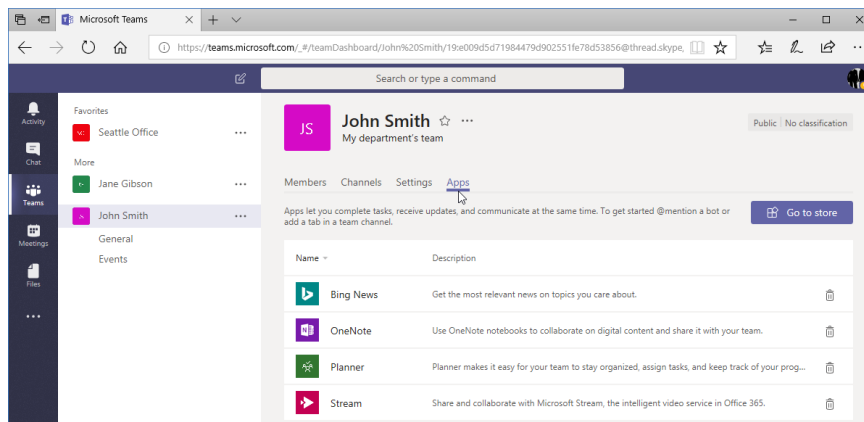 Microsoft Teams
https://teams.microsoft.com/_#/teamDashboard/John%20Smith/19:e009d5d71984479d902551fe78d53856@thread.skype,
Search or type a command
Activity
Chat
Teams
Meetings
Files
Favorites
Seattle Office
More
Jane Gibson
John Smith
General
Events
JS
John Smith
My department's team
Public No classification
Members Channels Settings Apps
Apps let you complete tasks, receive updates, and communicate at the same time. To get started @mention a bot or
add a tab in a team channel.
Go to store
Name Description
Bing News Get the most relevant news on topics you care about.
OneNote Use OneNote notebooks to collaborate on digital content and share it with your team.
Planner Planner makes it easy for your team to stay organized, assign tasks, and keep track of your prog...
Stream Share and collaborate with Microsoft Stream, the intelligent video service in Office 365.